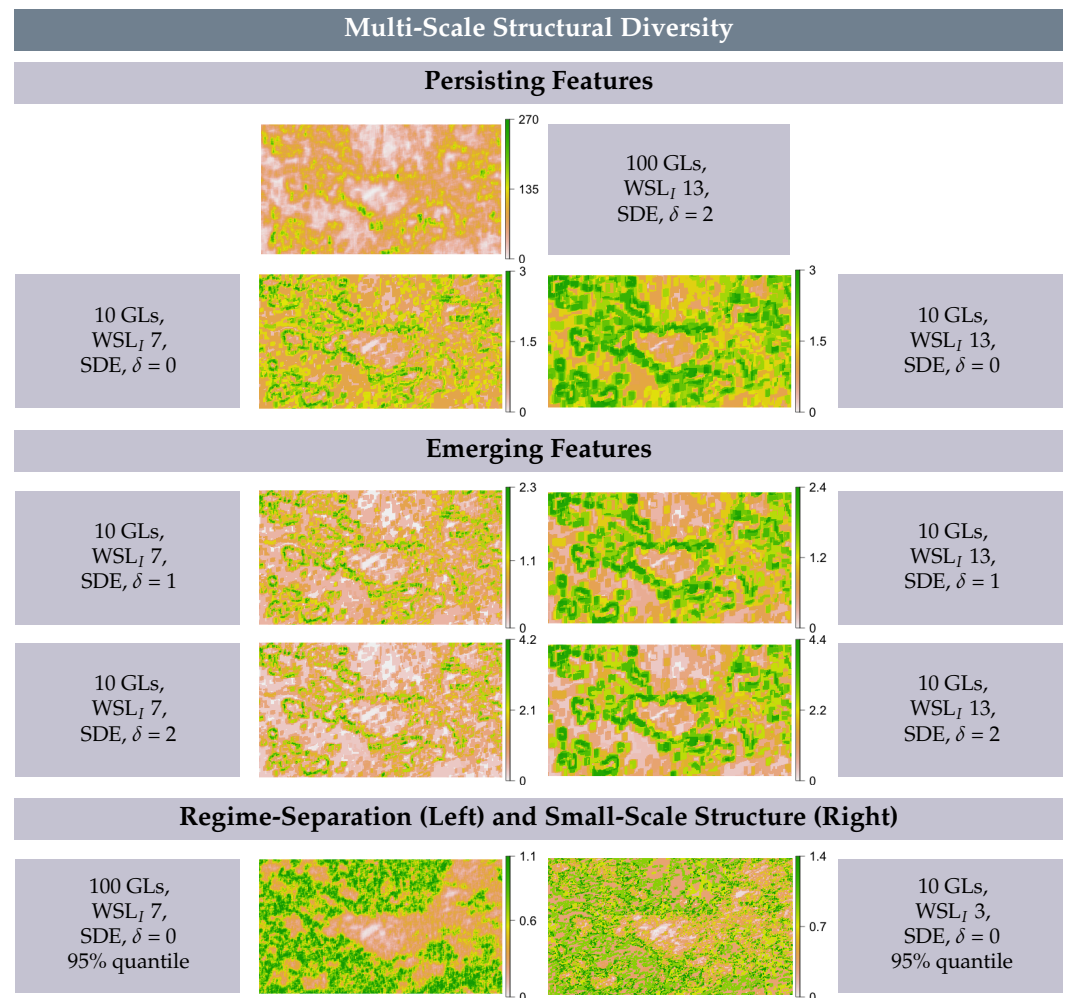 Multi-Scale Structural Diversity
Persisting Features
270
135
0
100 GLs,
WSL_I 13,
SDE, δ = 2
10 GLs,
WSL_I 7,
SDE, δ = 0
3
1.5
0
3
1.5
0
10 GLs,
WSL_I 13,
SDE, δ = 0
Emerging Features
10 GLs,
WSL_I 7,
SDE, δ = 1
2.3
1.1
0
2.4
1.2
0
10 GLs,
WSL_I 13,
SDE, δ = 1
10 GLs,
WSL_I 7,
SDE, δ = 2
4.2
2.1
0
4.4
2.2
0
10 GLs,
WSL_I 13,
SDE, δ = 2
Regime-Separation (Left) and Small-Scale Structure (Right)
100 GLs,
WSL_I 7,
SDE, δ = 0
95% quantile
1.1
0.6
0
1.4
0.7
0
10 GLs,
WSL_I 3,
SDE, δ = 0
95% quantile